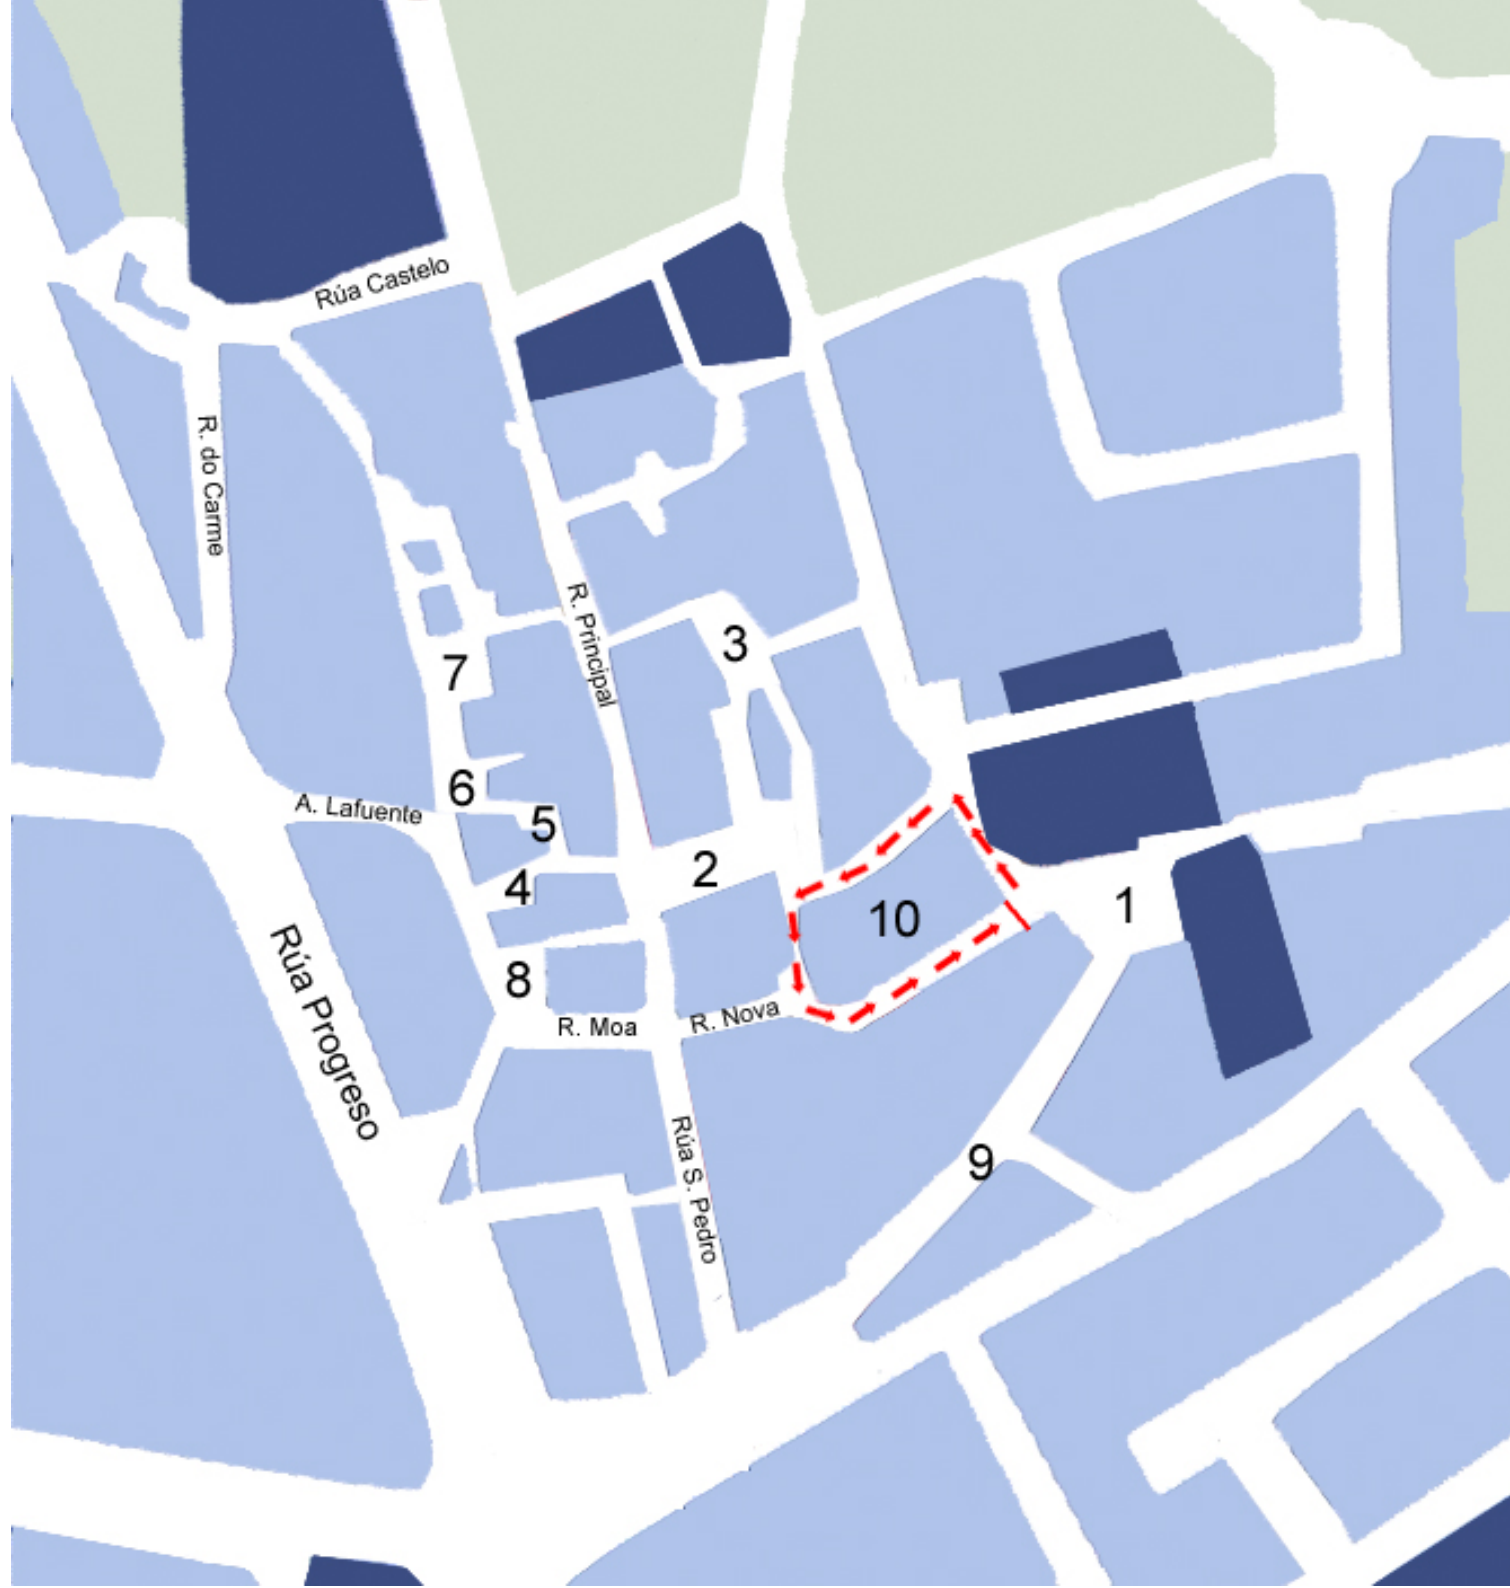 Rúa Castelo
R. do Carme
R. Principal
3
7
6
A. Lafuente
5
2
4
10
1
8
Rúa Progreso
R. Moa
R. Nova
9
Rúa S. Pedro